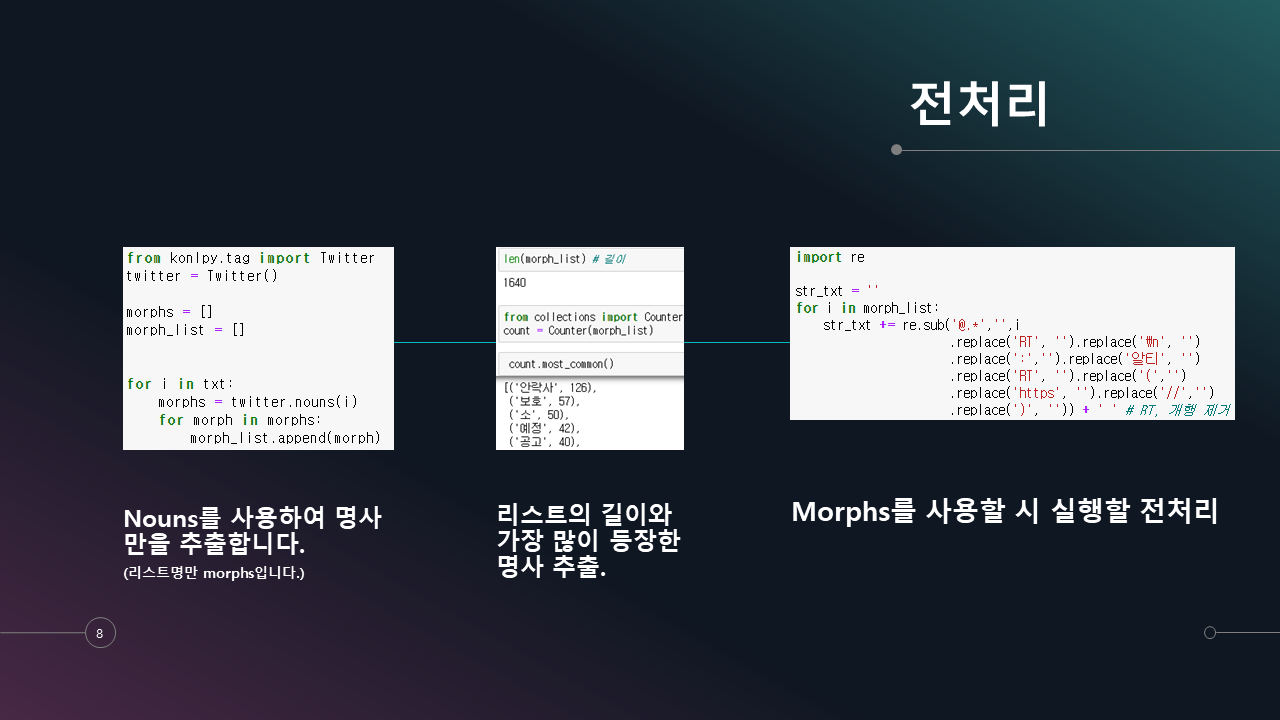 전처리
from konlpy.tag import Twitter
twitter = Twitter()
morphs = []
morph_list = []
for i in txt:
morphs = twitter.nouns(i)
for morph in morphs:
morph_list.append(morph)
len(morph_list) # 길이
1640
from collections import Counter
count = Counter(morph_list)
count.most_common()
[('안락사', 126),
('보호', 57),
('소', 50),
('예정', 42),
('공고', 40),
import re
str_txt = ''
for i in morph_list:
str_txt += re.sub('@.*','',i
.replace('RT', '').replace('₩n', '')
.replace(':','').replace('알티', '')
.replace('RT', '').replace('(','')
.replace('https', '').replace('//','')
.replace(')', '')) + ' ' # RT, 개행 제거
Nouns를 사용하여 명사
만을 추출합니다.
(리스트명만 morphs입니다.)
리스트의 길이와
가장 많이 등장한
명사 추출.
Morphs를 사용할 시 실행할 전처리
8